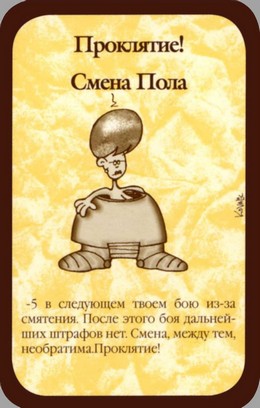 Проклятие!
Смена Пола
-5 в следующем твоем бою из-за
смятения. После этого боя дальней-
ших штрафов нет. Смена, между тем,
необратима.Проклятие!